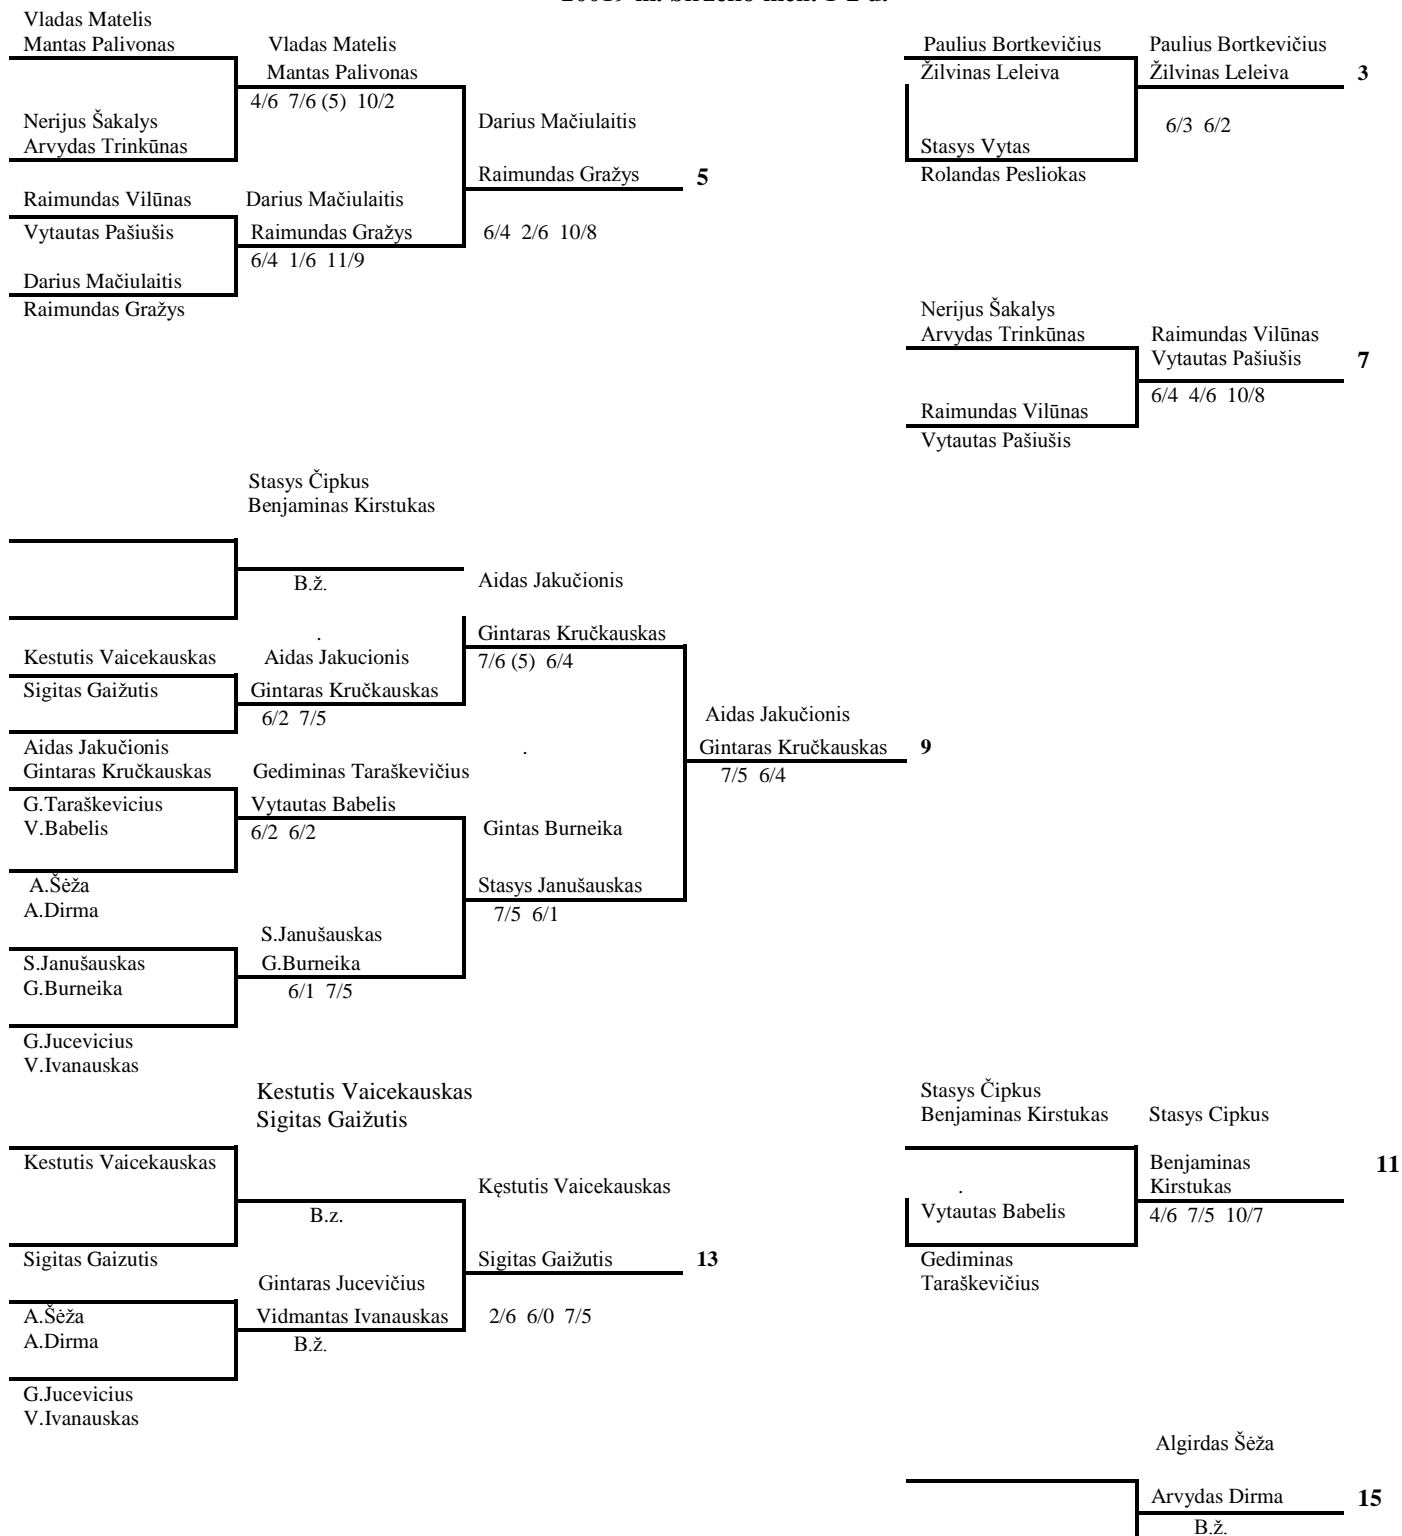 Vladas Matelis
Mantas Palivonas
Vladas Matelis
Mantas Palivonas
4/6 7/6 (5) 10/2
Nerijus Šakalys
Arvydas Trinkūnas
Darius Mačiulaitis
Raimundas Gražys 5
6/4 2/6 10/8
Raimundas Vilūnas
Vytautas Pašiušis
Darius Mačiulaitis
Raimundas Gražys
6/4 1/6 11/9
Darius Mačiulaitis
Raimundas Gražys
Paulius Bortkevičius
Žilvinas Leleiva
Paulius Bortkevičius
Žilvinas Leleiva 3
6/3 6/2
Stasys Vytas
Rolandas Pesliokas
Nerijus Šakalys
Arvydas Trinkūnas
Raimundas Vilūnas
Vytautas Pašiušis 7
6/4 4/6 10/8
Raimundas Vilūnas
Vytautas Pašiušis
Stasys Čipkus
Benjaminas Kirstukas
B.ž.
Aidas Jakučionis
Gintaras Kručkauskas
7/6 (5) 6/4
.
Kestutis Vaicekauskas
Sigitas Gaižutis
Aidas Jakucionis
Gintaras Kručkauskas
6/2 7/5
Aidas Jakučionis
Gintaras Kručkauskas 9
7/5 6/4
Aidas Jakučionis
Gintaras Kručkauskas
.
Gediminas Taraškevičius
Vytautas Babelis
6/2 6/2
G.Taraškevicius
V.Babelis
Gintas Burneika
Stasys Janušauskas
7/5 6/1
A.Šėža
A.Dirma
S.Janušauskas
G.Burneika
6/1 7/5
S.Janušauskas
G.Burneika
G.Jucevicius
V.Ivanauskas
Kestutis Vaicekauskas
Sigitas Gaižutis
Kestutis Vaicekauskas
B.z.
Sigitas Gaizutis
Kęstutis Vaicekauskas
Sigitas Gaižutis 13
2/6 6/0 7/5
Gintaras Jucevičius
Vidmantas Ivanauskas
B.ž.
A.Šėža
A.Dirma
G.Jucevicius
V.Ivanauskas
Stasys Čipkus
Benjaminas Kirstukas
Stasys Cipkus
Benjaminas 11
Kirstukas
4/6 7/5 10/7
.
Vytautas Babelis
Gediminas
Taraškevičius
Algirdas Šėža
Arvydas Dirma 15
B.ž.